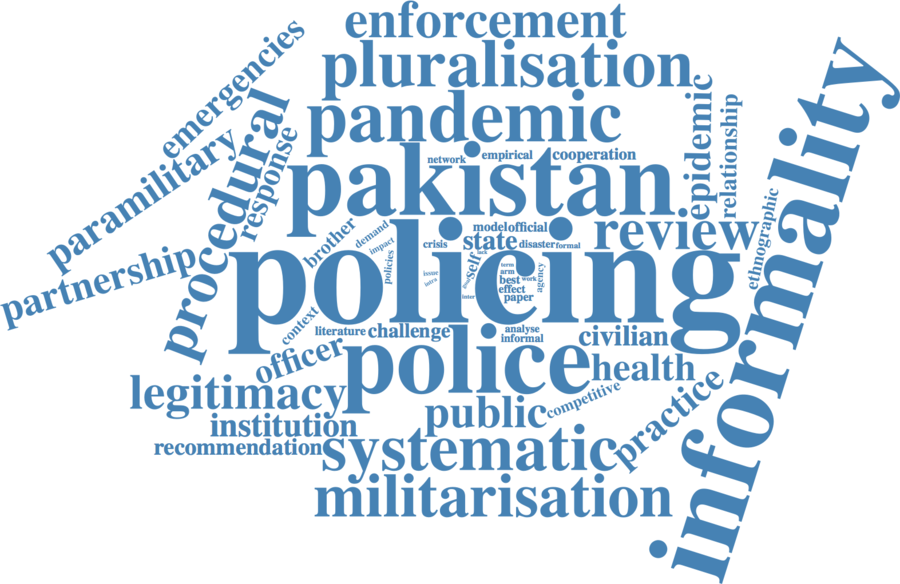 enforcement
pluralisation
emergencies
pandemic
procedural
epidemic
relationship
informality
paramilitary
response
network
empirical
cooperation
pakistan
ethnographic
brother
demand
impact
policies
crisis
model
official
state
disaster
formal
review
partnership
policing
self
lack
issue
intra
serve
arm
best
work
effect
paper
inter
agency
context
literature
challenge
analyse
informal
civilian
officer
police
health
legitimacy
public
competitive
practice
institution
recommendation
systematic
militarisation